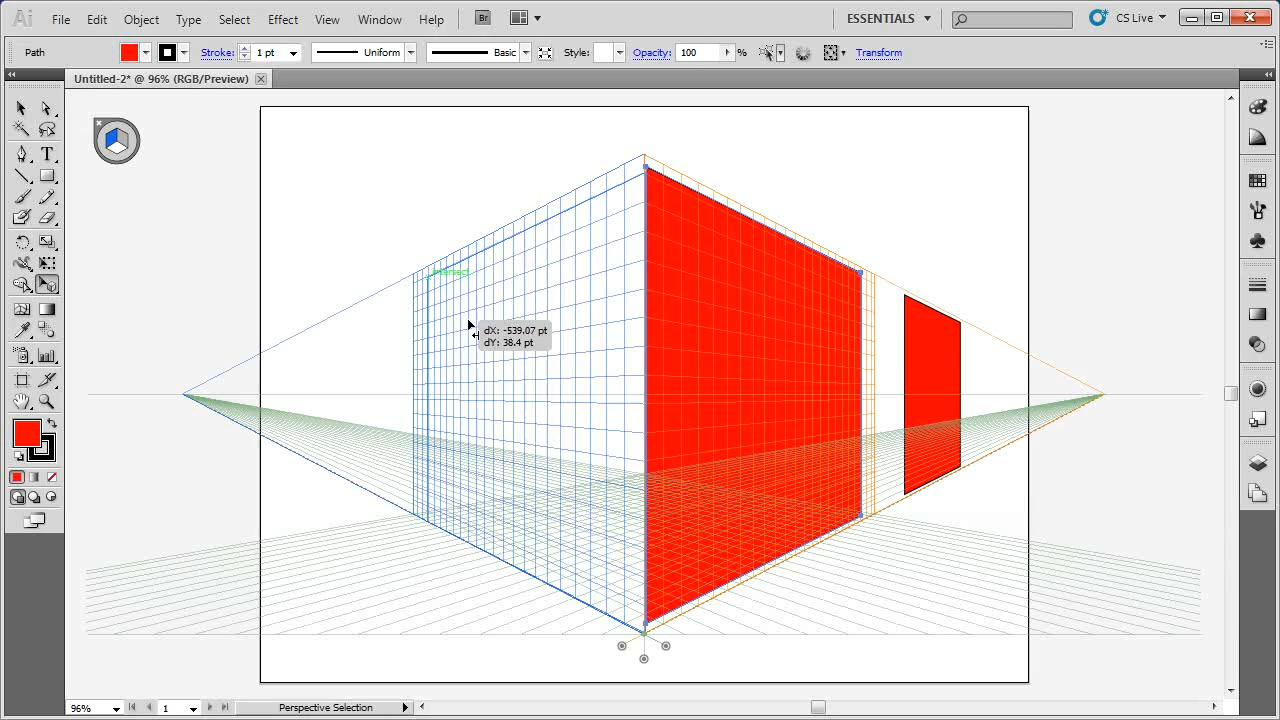 Ai File Edit Object Type Select Effect View Window Help Br ESSENTIALS CS Live
Path Stroke: 1 pt Uniform Basic Style: Opacity: 100 % Transform
Untitled-2* @ 96% (RGB/Preview)
T
intersect
dX: -539.07 pt
dY: 38.4 pt
96% 1 Perspective Selection